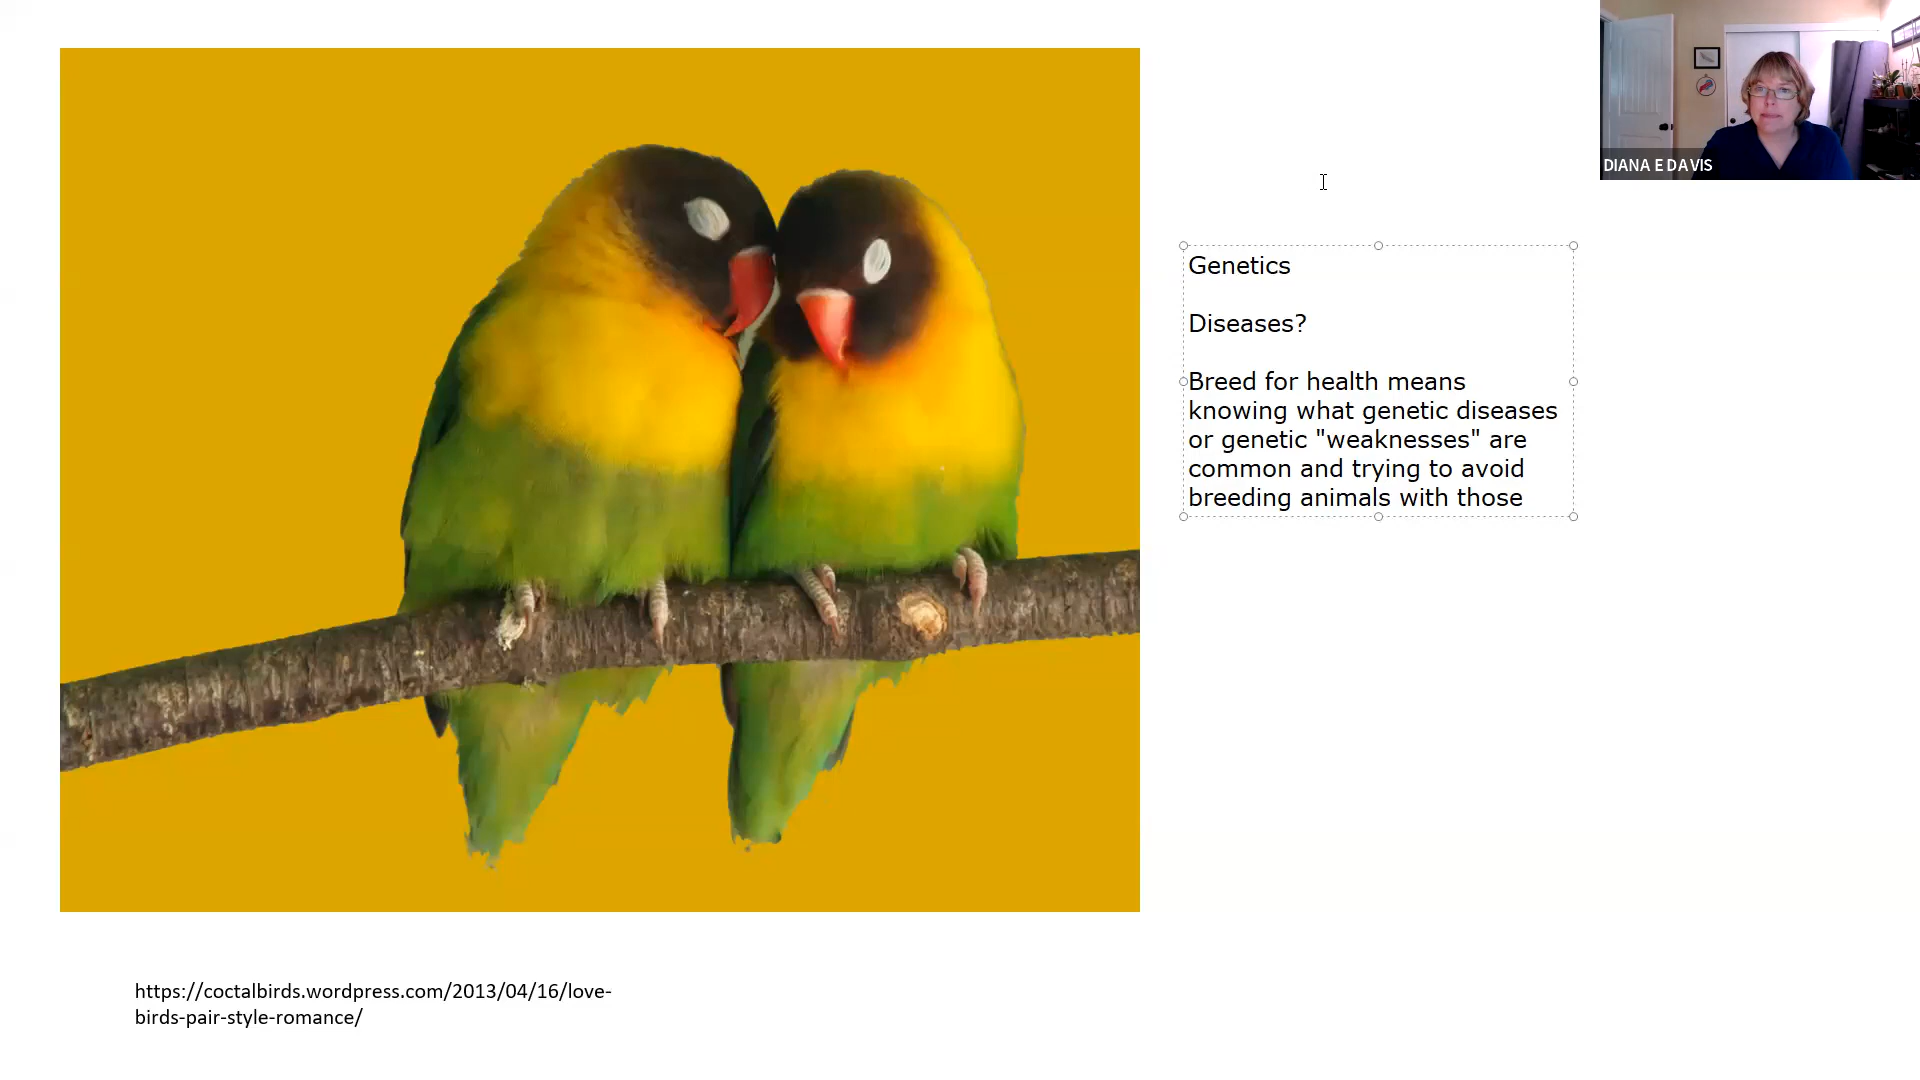 DIANA E DAVIS
Genetics
Diseases?
Breed for health means
knowing what genetic diseases
or genetic "weaknesses" are
common and trying to avoid
breeding animals with those
https://coctalbirds.wordpress.com/2013/04/16/love-
birds-pair-style-romance/